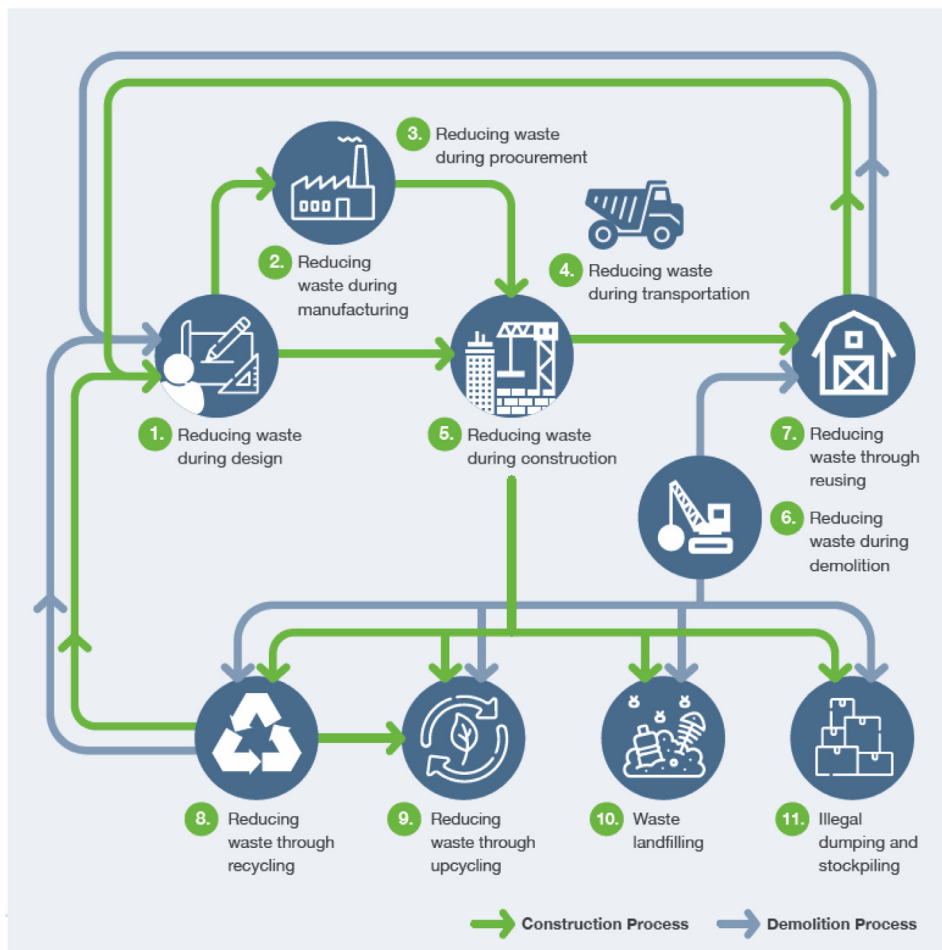 3. Reducing waste
during procurement
2. Reducing
waste during
manufacturing
4. Reducing waste
during transportation
1. Reducing waste
during design
5. Reducing waste
during construction
7. Reducing
waste through
reusing
6. Reducing
waste during
demolition
8. Reducing
waste through
recycling
9. Reducing
waste through
upcycling
10. Waste
landfilling
11. Illegal
dumping and
stockpiling
Construction Process
Demolition Process